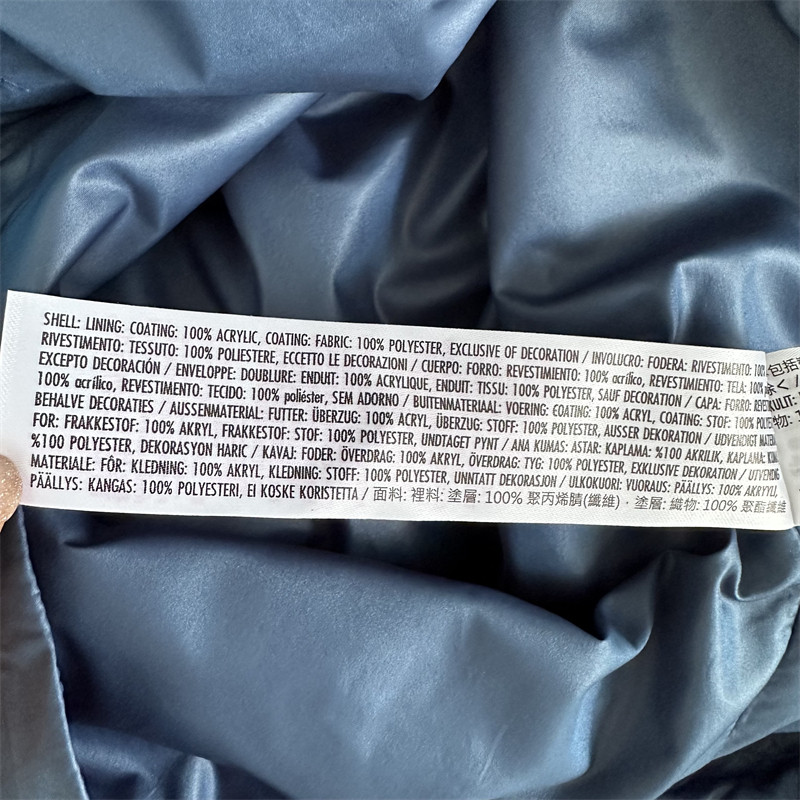 SHELL: LINING: COATING: 100% ACRYLIC, COATING: FABRIC: 100% POLYESTER, EXCLUSIVE OF DECORATION / INVOLUCRO: FODERA: RIVESTIMENTO: 100%
RIVESTIMENTO: TESSUTO: 100% POLIESTERE, ECCETTO LE DECORAZIONI / CUERPO: FORRO: REVESTIMIENTO: 100% acrílico, REVESTIMIENTO: TELA: 100%
EXCEPTO DECORACIÓN / ENVELOPPE: DOUBLURE: ENDUIT: 100% ACRYLIQUE, ENDUIT: TISSU: 100% POLYESTER, SAUF DECORATION / CAPA: FORRO:
100% acrílico, REVESTIMENTO: TECIDO: 100% poliéster, SEM ADORNO / BUITENMATERIAAL: VOERING: COATING: 100% ACRYL, COATING: STOF: 100%
BEHALVE DECORATIES / AUSSENMATERIAL: FUTTER: ÜBERZUG: 100% ACRYL, ÜBERZUG: STOFF: 100% POLYESTER, AUSSER DEKORATION / UDVENDIGT
FOR: FRAKKESTOF: 100% AKRYL, FRAKKESTOF: STOF: 100% POLYESTER, UNDTAGET PYNT / ANA KUMAS: ASTAR: KAPLAMA: %100 AKRILIK, KAPLAMA:
%100 POLYESTER, DEKORASYON HARIC / KAVAJ: FODER: ÖVERDRAG: 100% AKRYL, ÖVERDRAG: TYG: 100% POLYESTER, EXKLUSIVE DEKORATION / UTVENDIG
MATERIALE: FÔR: KLEDNING: 100% AKRYL, KLEDNING: STOFF: 100% POLYESTER, UNNTATT DEKORASJON / ULKOKUORI: VUORAUS: PÄÄLLYS: 100% AKRYYLI,
PÄÄLLYS: KANGAS: 100% POLYESTERI, EI KOSKE KORISTETTA / 面料: 裡料: 塗層: 100% 聚丙烯腈(纖維) · 塗層: 織物: 100% 聚酯纖維